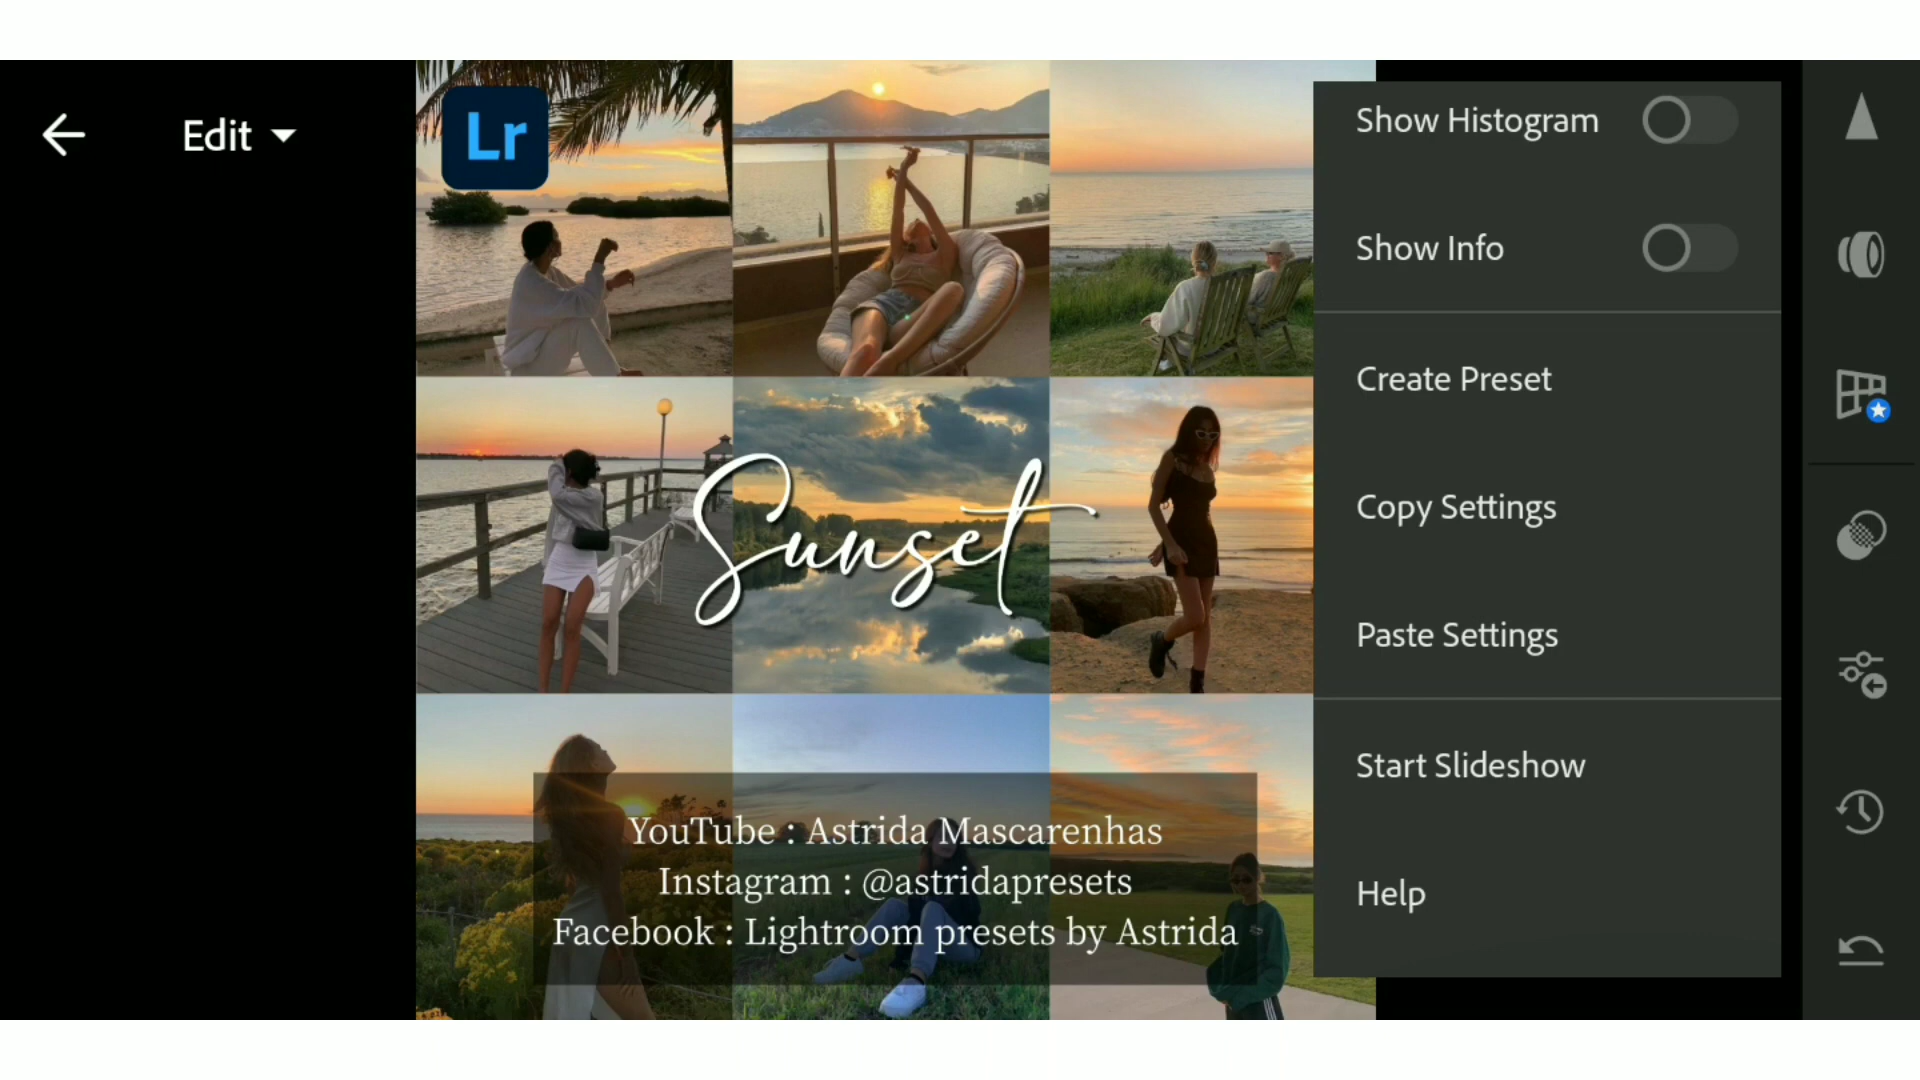 Edit
Lr
Sunset
YouTube : Astrida Mascarenhas
Instagram : @astridapresets
Facebook : Lightroom presets by Astrida
Show Histogram
Show Info
Create Preset
Copy Settings
Paste Settings
Start Slideshow
Help